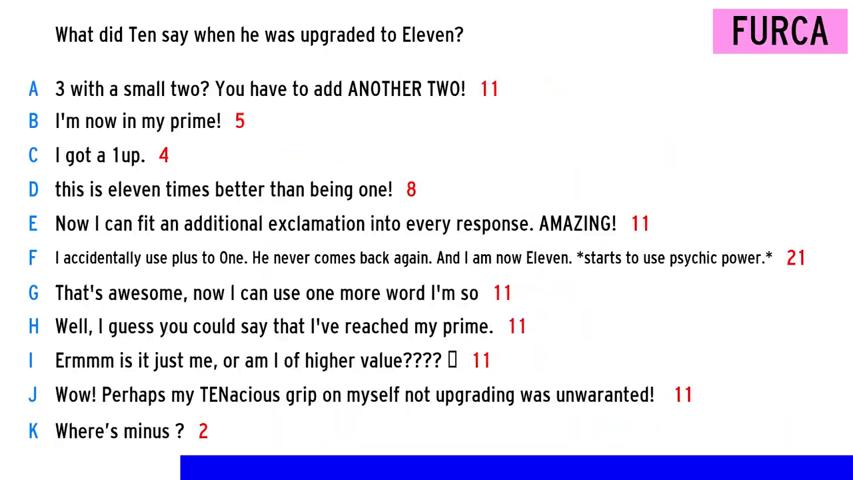 What did Ten say when he was upgraded to Eleven?
FURCA
A 3 with a small two? You have to add ANOTHER TWO! 11
B I'm now in my prime! 5
C I got a 1up. 4
D this is eleven times better than being one! 8
E Now I can fit an additional exclamation into every response. AMAZING! 11
F I accidentally use plus to One. He never comes back again. And I am now Eleven. *starts to use psychic power.* 21
G That's awesome, now I can use one more word I'm so 11
H Well, I guess you could say that I've reached my prime. 11
I Ermmm is it just me, or am I of higher value???? ▯ 11
J Wow! Perhaps my TENacious grip on myself not upgrading was unwaranted! 11
K Where’s minus ? 2